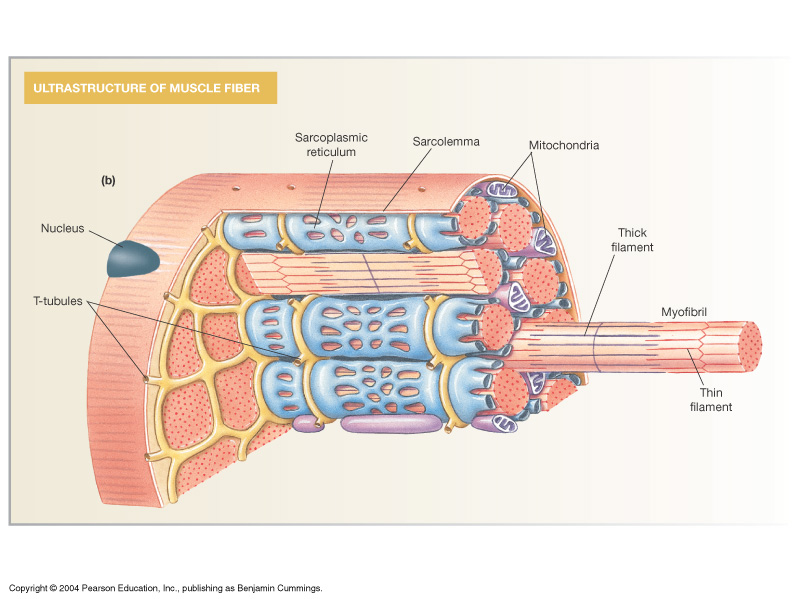 ULTRASTRUCTURE OF MUSCLE FIBER
Sarcoplasmic
reticulum
Sarcolemma
Mitochondria
(b)
Nucleus
Thick
filament
T-tubules
Myofibril
Thin
filament
Copyright © 2004 Pearson Education, Inc., publishing as Benjamin Cummings.